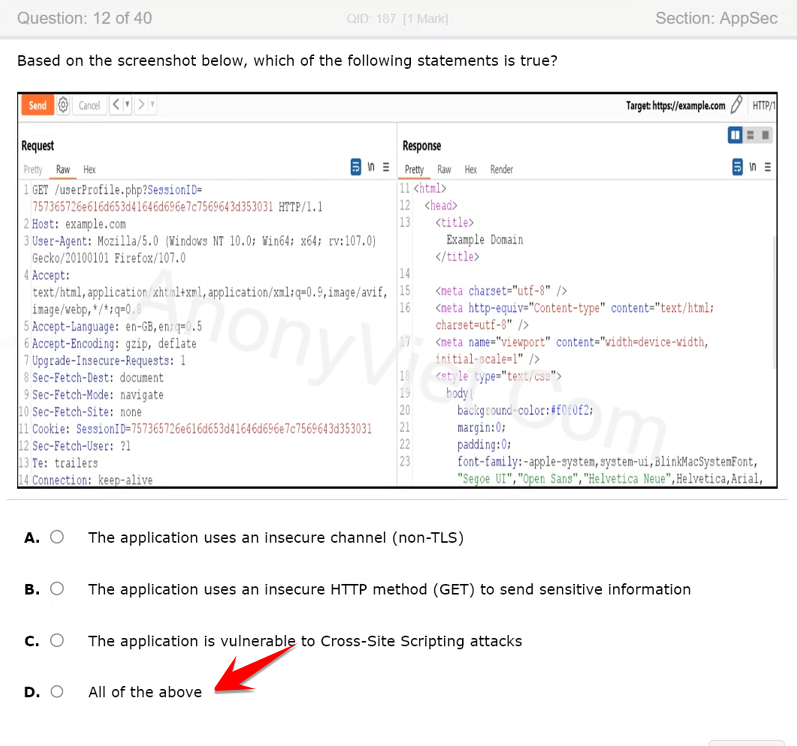 Question: 12 of 40 QID: 187 [1 Mark] Section: AppSec
Based on the screenshot below, which of the following statements is true?
Send Cancel < > Target: https://example.com HTTP/1
Request
Pretty Raw Hex \n
1 GET /userProfile.php?SessionID=
757365726e616d653d41646d696e7c7569643d353031 HTTP/1.1
2 Host: example.com
3 User-Agent: Mozilla/5.0 (Windows NT 10.0; Win64; x64; rv:107.0)
Gecko/20100101 Firefox/107.0
4 Accept:
text/html,application/xhtml+xml,application/xml;q=0.9,image/avif,
image/webp,*/*;q=0.8
5 Accept-Language: en-GB,en;q=0.5
6 Accept-Encoding: gzip, deflate
7 Upgrade-Insecure-Requests: 1
8 Sec-Fetch-Dest: document
9 Sec-Fetch-Mode: navigate
10 Sec-Fetch-Site: none
11 Cookie: SessionID=757365726e616d653d41646d696e7c7569643d353031
12 Sec-Fetch-User: ?1
13 Te: trailers
14 Connection: keep-alive
Response
Pretty Raw Hex Render \n
11 <html>
12 <head>
13 <title>
Example Domain
</title>
14
15 <meta charset="utf-8" />
16 <meta http-equiv="Content-type" content="text/html;
charset=utf-8" />
17 <meta name="viewport" content="width=device-width,
initial-scale=1" />
18 <style type="text/css">
19 body{
20 background-color:#f0f0f2;
21 margin:0;
22 padding:0;
23 font-family:-apple-system,system-ui,BlinkMacSystemFont,
"Segoe UI","Open Sans","Helvetica Neue",Helvetica,Arial,
AnonyViet.Com
A. The application uses an insecure channel (non-TLS)
B. The application uses an insecure HTTP method (GET) to send sensitive information
C. The application is vulnerable to Cross-Site Scripting attacks
D. All of the above